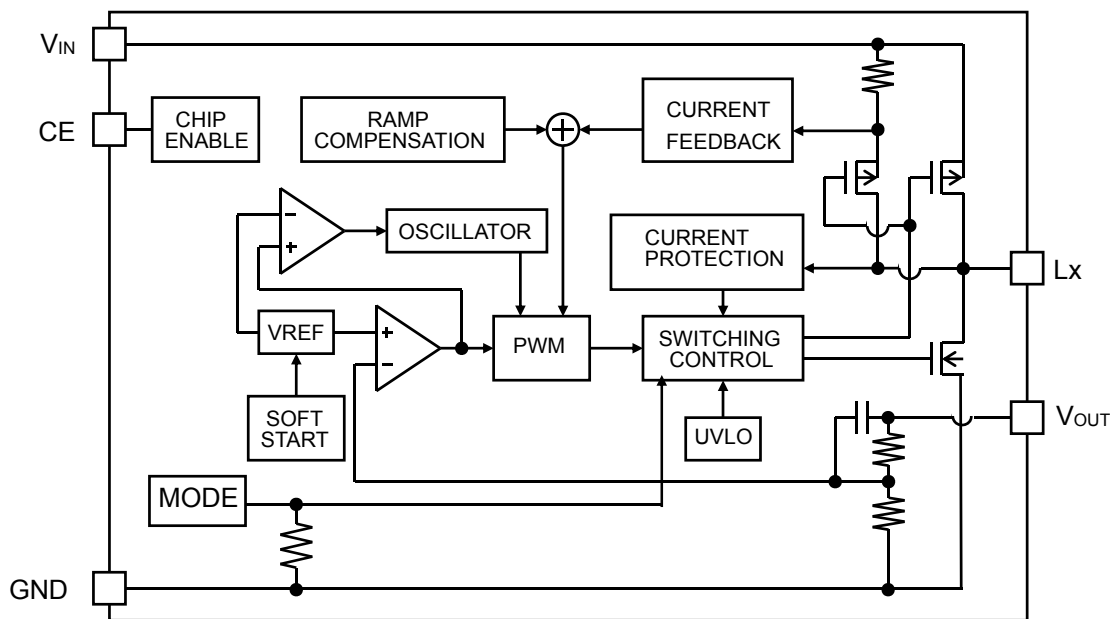 VIN
CE
CHIP
ENABLE
RAMP
COMPENSATION
+
CURRENT
FEEDBACK
−
+
OSCILLATOR
CURRENT
PROTECTION
Lx
VREF
+
−
PWM
SWITCHING
CONTROL
SOFT
START
UVLO
VOUT
MODE
GND